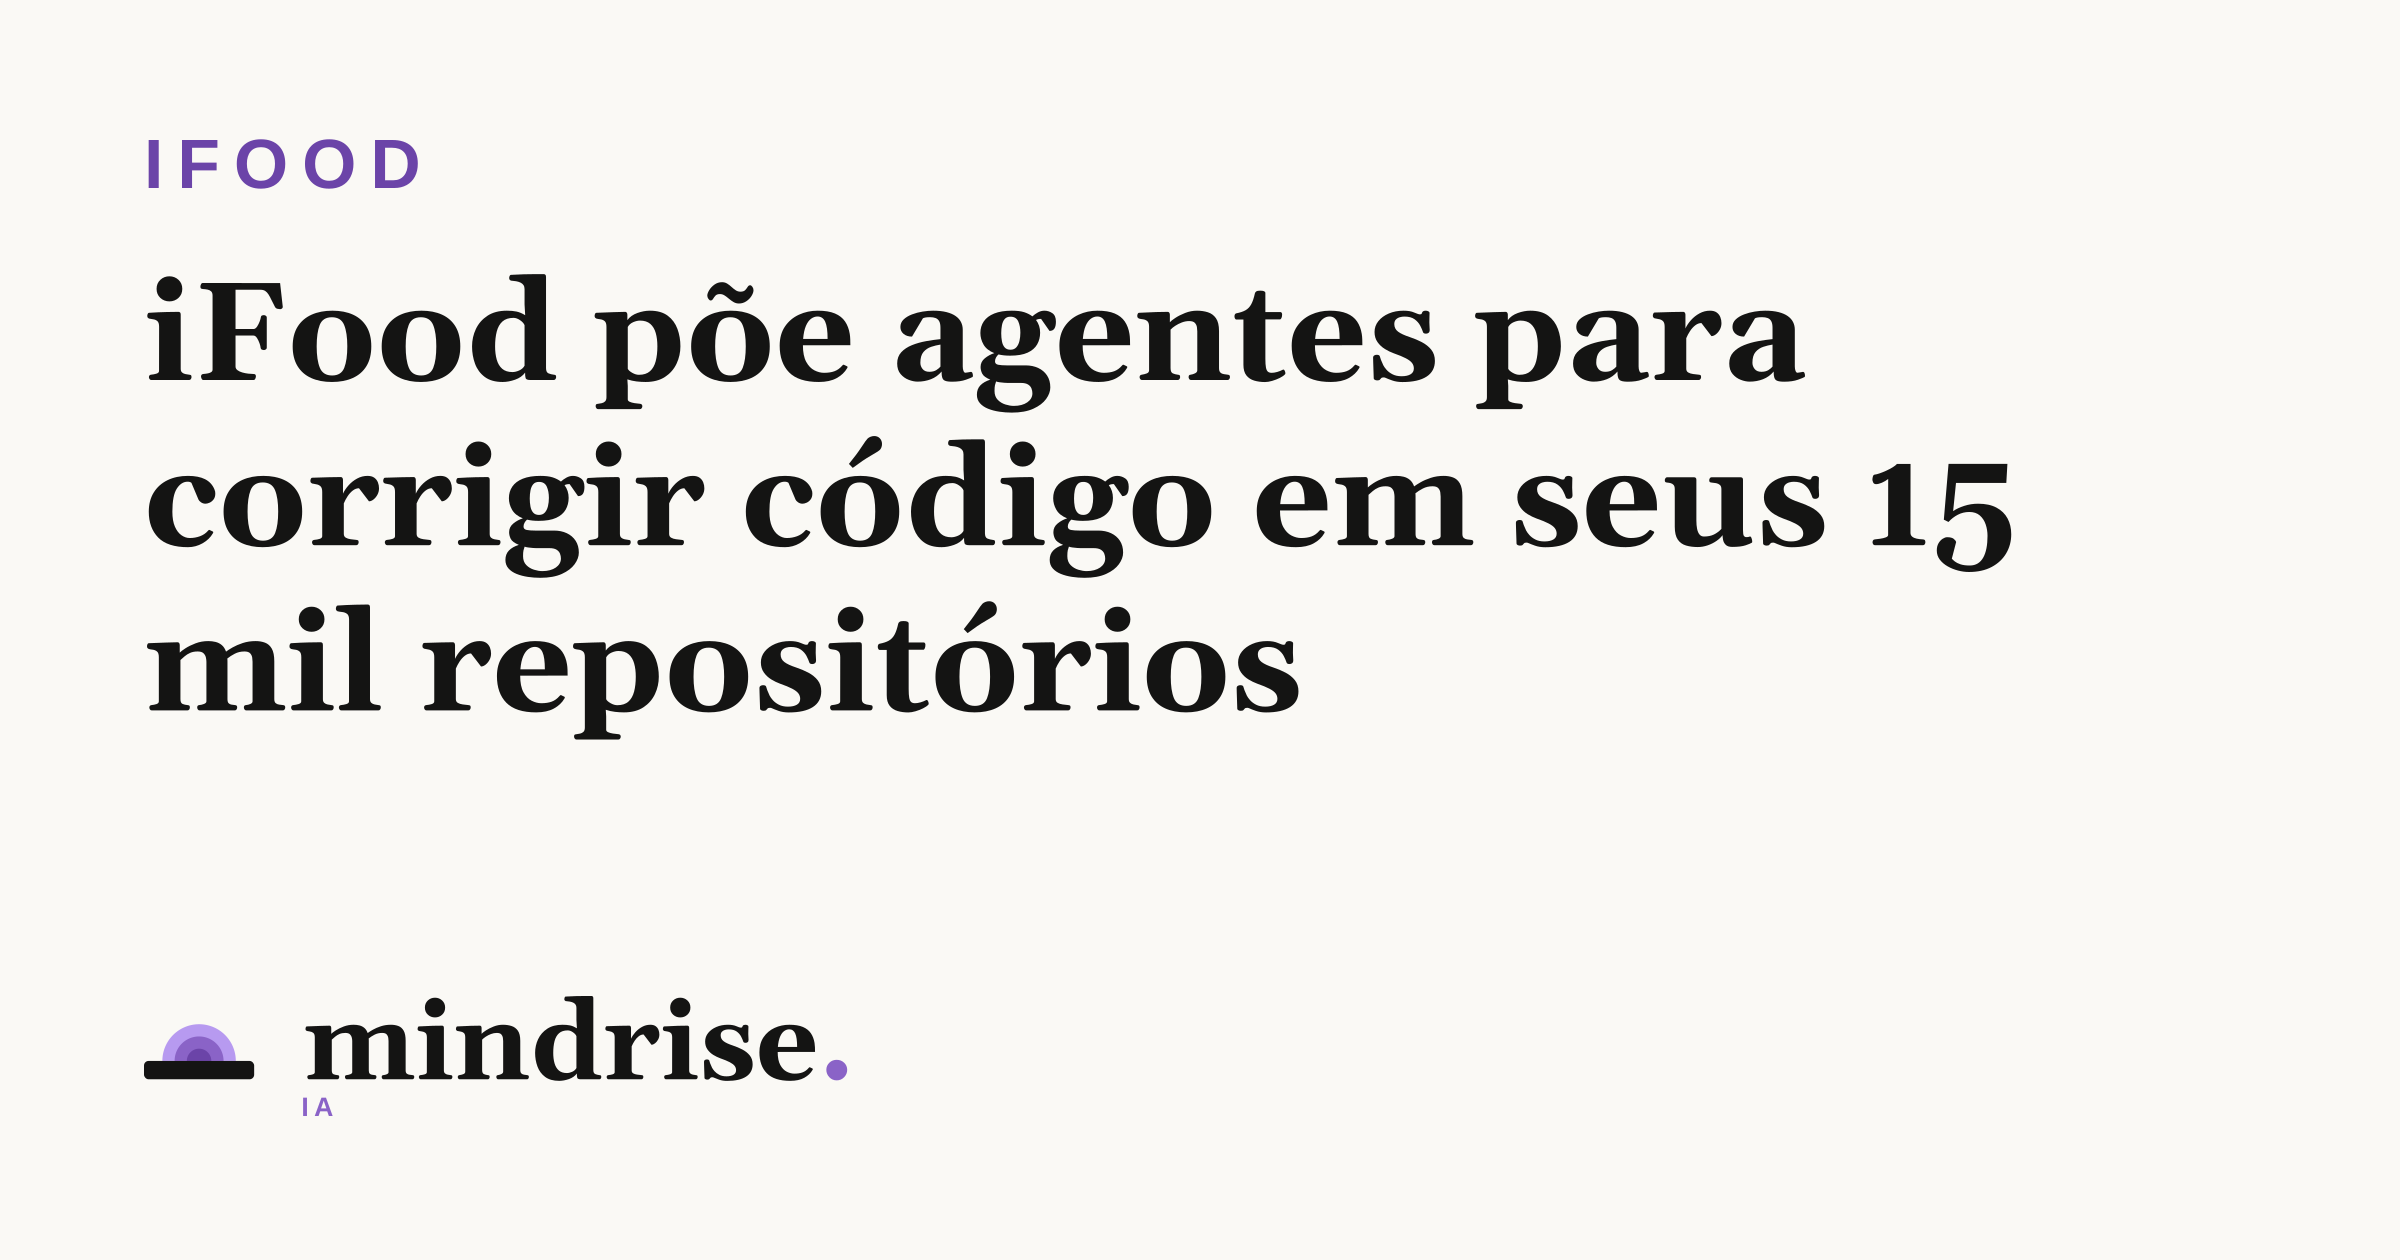 IFOOD
iFood põe agentes para
corrigir código em seus 15
mil repositórios
mindrise.
IA